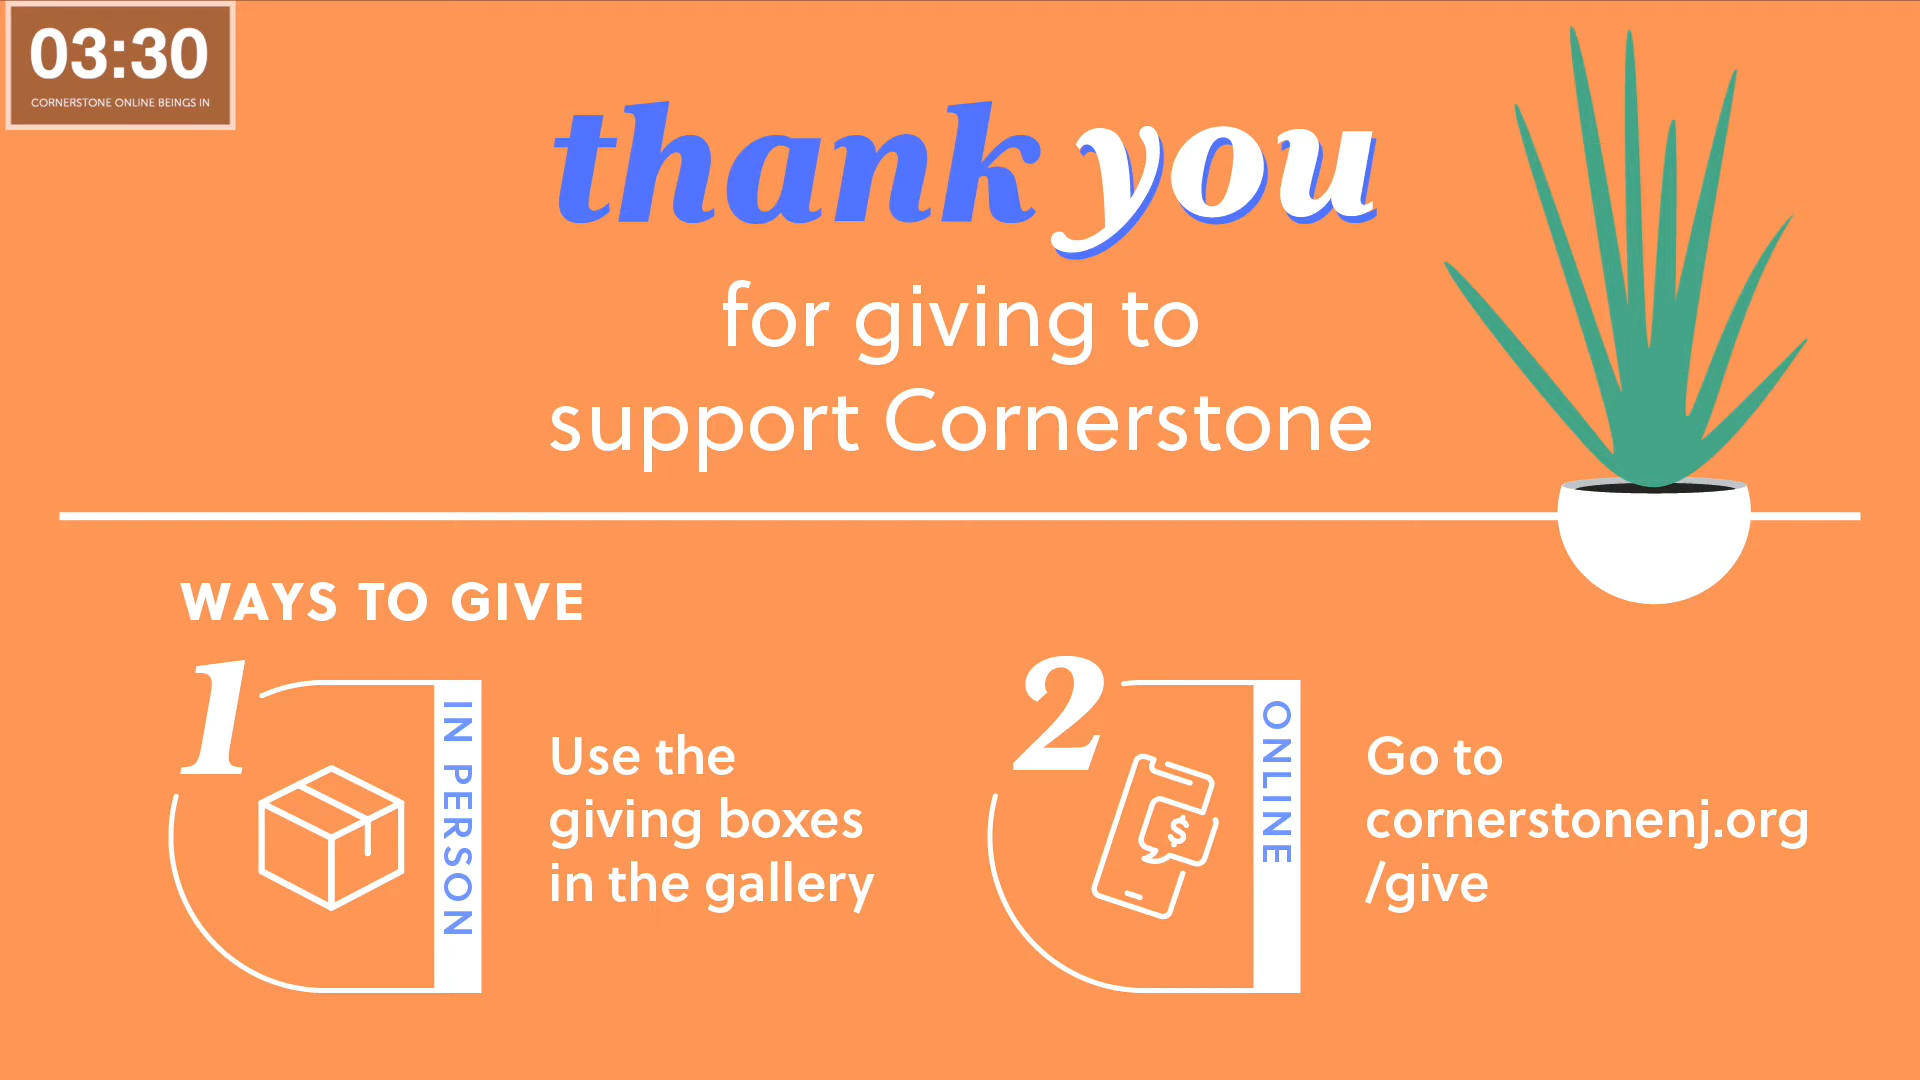 03:30
CORNERSTONE ONLINE BEINGS IN
thank you
for giving to
support Cornerstone
WAYS TO GIVE
1
IN PERSON
Use the
giving boxes
in the gallery
2
$
ONLINE
Go to
cornerstonenj.org
/give